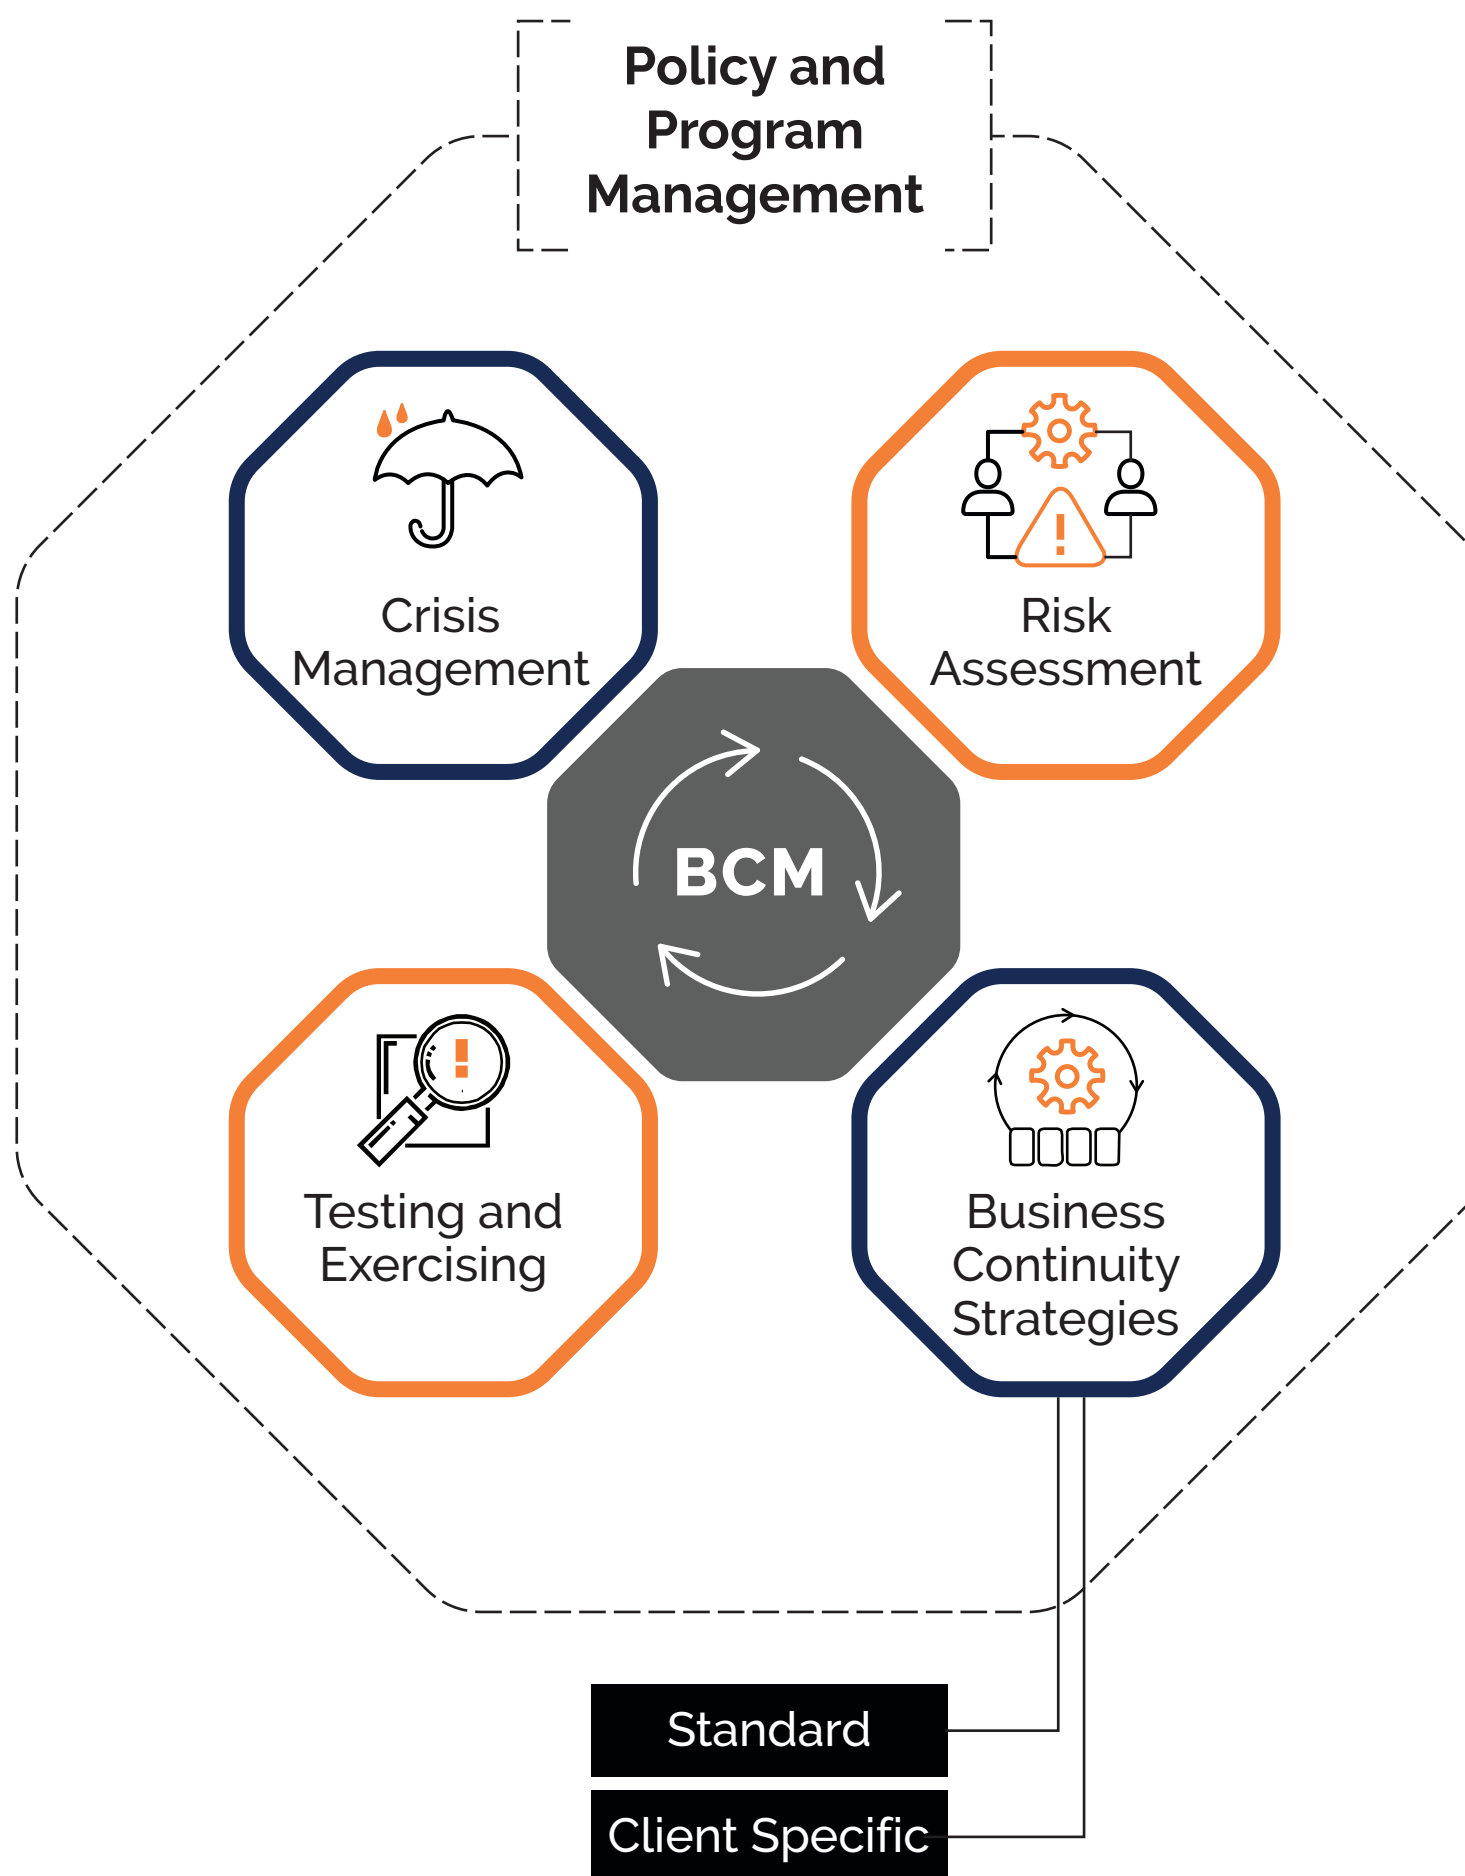 Policy and
Program
Management
Crisis
Management
Risk
Assessment
BCM
Testing and
Exercising
Business
Continuity
Strategies
Standard
Client Specific